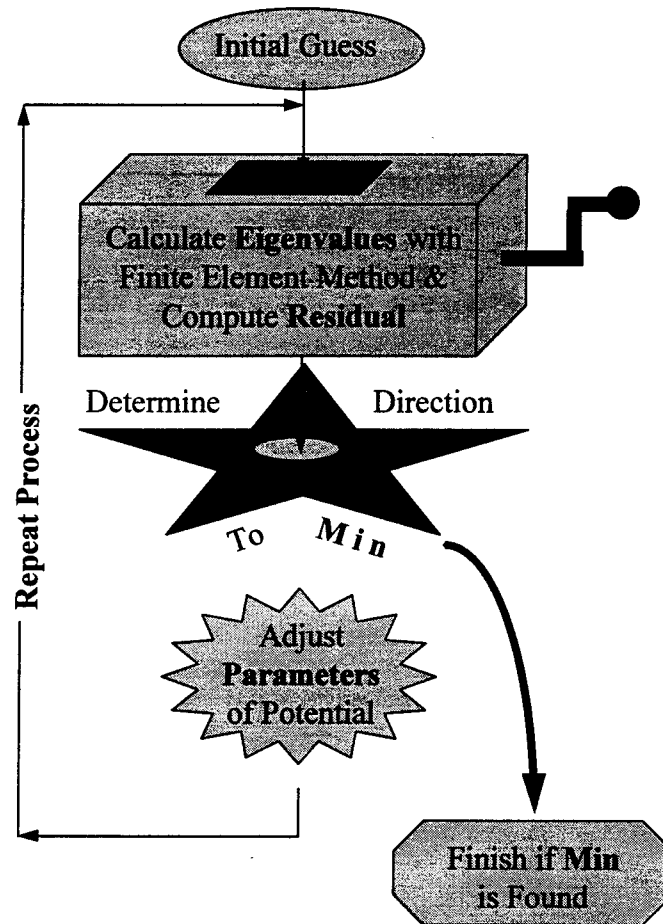 Initial Guess
Calculate Eigenvalues with
Finite Element Method &
Compute Residual
Determine Direction
To Min
Repeat Process
Adjust
Parameters
of Potential
Finish if Min
is Found